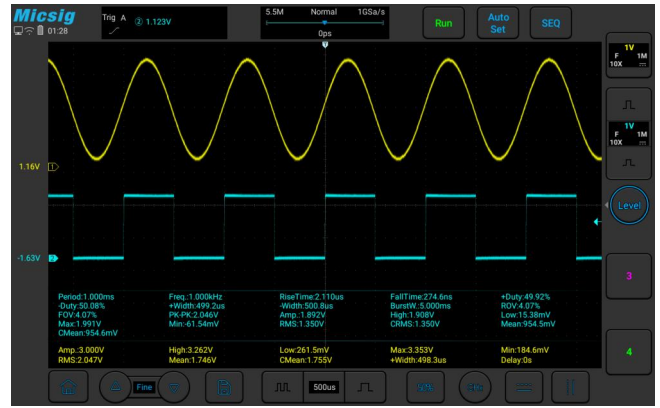 Micsig
01:28
Trig A ② 1.123V
5.5M Normal 1GSa/s
0ps
Run
Auto Set
SEQ
1V
F 1M
10X
1V
F 1M
10X
Level
3
4
1.16V 1
-1.63V 2
Period:1.000ms Freq.:1.000kHz RiseTime:2.110us FallTime:274.6ns +Duty:49.92%
-Duty:50.08% +Width:499.2us -Width:500.8us BurstW.:5.000ms ROV:4.07%
FOV:4.07% PK-PK:2.046V Amp.:1.892V High:1.908V Low:15.38mV
Max:1.991V Min:-61.54mV RMS:1.350V CRMS:1.350V Mean:954.5mV
CMean:954.6mV
Amp.:3.000V High:3.262V Low:261.5mV Max:3.353V Min:184.6mV
RMS:2.047V Mean:1.746V CMean:1.755V +Width:498.3us Delay:0s
Fine
500us